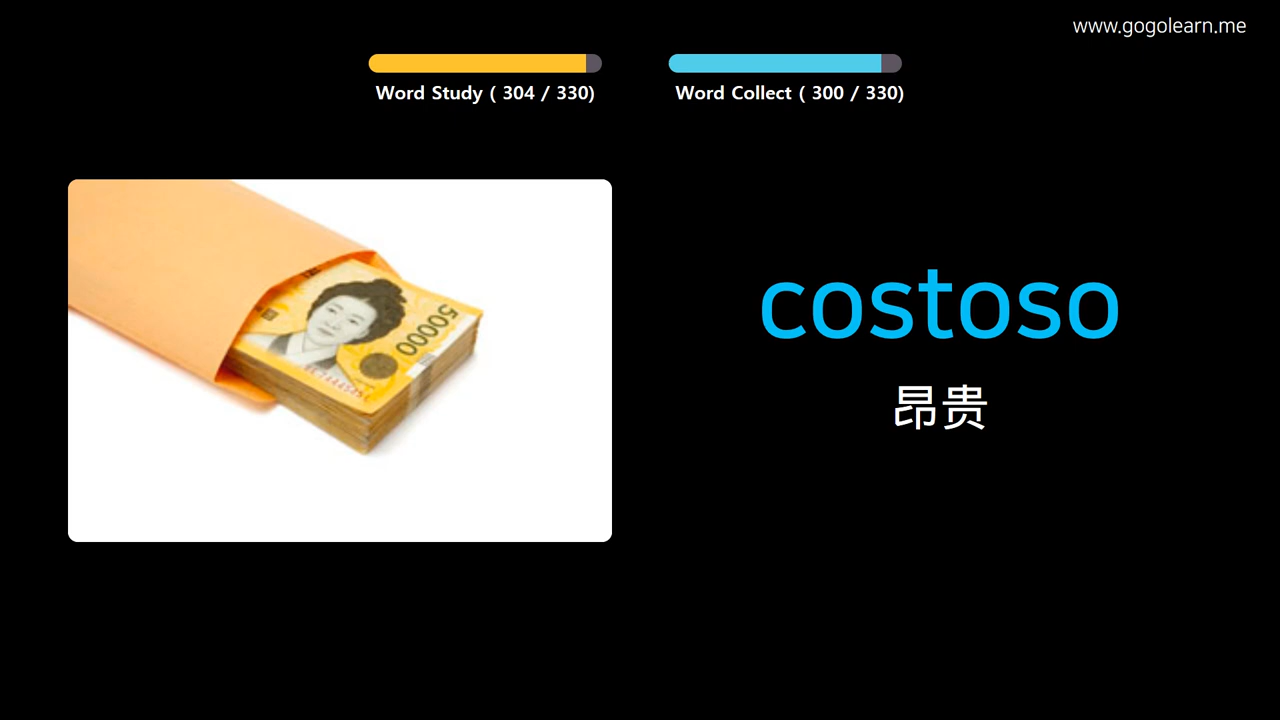 www.gogolearn.me
Word Study ( 304 / 330)
Word Collect ( 300 / 330)
50000
costoso
昂贵